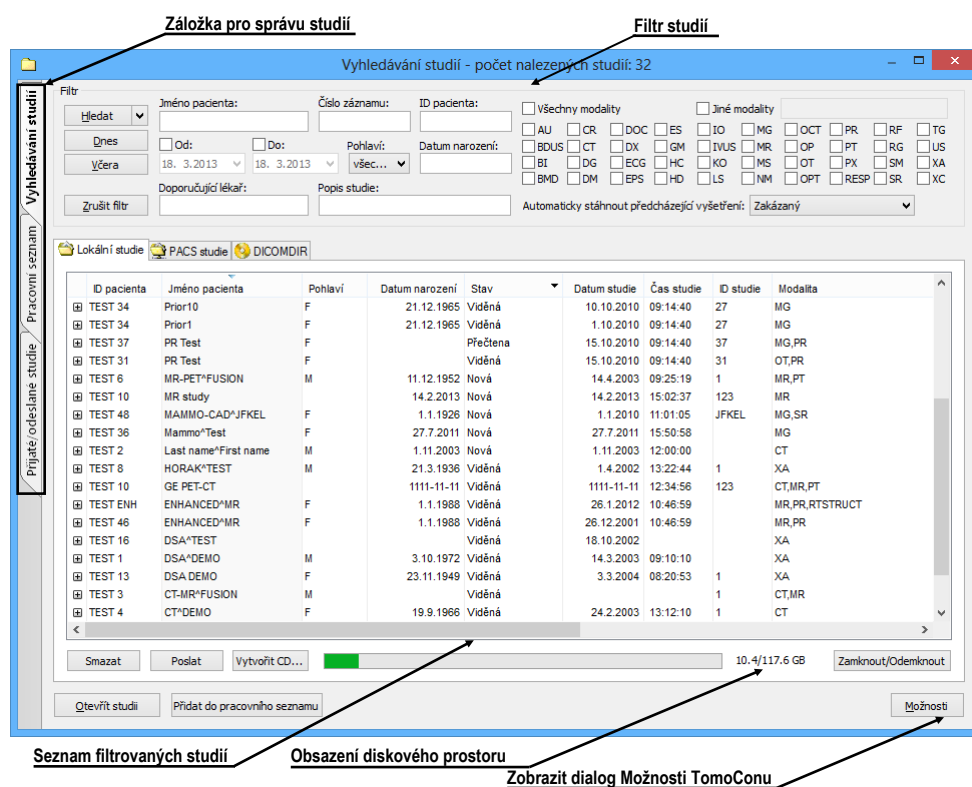 Záložka pro správu studií
Filtr studií
Vyhledávání studií - počet nalezených studií: 32
Vyhledávání studií
Pracovní seznam
Přijaté/odeslané studie
Filtr
Hledat
Dnes
Včera
Zrušit filtr
Jméno pacienta: Číslo záznamu: ID pacienta:
Od: Do: Pohlaví: Datum narození:
18. 3.2013 18. 3.2013 všec...
Doporučující lékař: Popis studie:
Všechny modality Jiné modality
AU CR DOC ES IO MG OCT PR RF TG
BDUS CT DX GM IVUS MR OP PT RG US
BI DG ECG HC KO MS OT PX SM XA
BMD DM EPS HD LS NM OPT RESP SR XC
Automaticky stáhnout předcházející vyšetření: Zakázaný
Lokální studie PACS studie DICOMDIR
ID pacienta Jméno pacienta Pohlaví Datum narození Stav Datum studie Čas studie ID studie Modalita
TEST 34 Prior10 F 21.12.1965 Viděná 10.10.2010 09:14:40 27 MG
TEST 34 Prior1 F 21.12.1965 Viděná 1.10.2010 09:14:40 27 MG
TEST 37 PR Test F Přečtena 15.10.2010 09:14:40 37 MG,PR
TEST 31 PR Test F Viděná 15.10.2010 09:14:40 31 OT,PR
TEST 6 MR-PET^FUSION M 11.12.1952 Nová 14.4.2003 09:25:19 1 MR,PT
TEST 10 MR study 14.2.2013 Nová 14.2.2013 15:02:37 123 MR
TEST 48 MAMMO-CAD^JFKEL F 1.1.1926 Nová 1.1.2010 11:01:05 JFKEL MG,SR
TEST 36 Mammo^Test F 27.7.2011 Nová 27.7.2011 15:50:58 MG
TEST 2 Last name^First name M 1.11.2003 Nová 1.11.2003 12:00:00 CT
TEST 8 HORAK^TEST M 21.3.1936 Viděná 1.4.2002 13:22:44 1 XA
TEST 10 GE PET-CT 1111-11-11 Viděná 1111-11-11 12:34:56 123 CT,MR,PT
TEST ENH ENHANCED^MR F 1.1.1988 Viděná 26.1.2012 10:46:59 MR,PR,RTSTRUCT
TEST 46 ENHANCED^MR F 1.1.1988 Viděná 26.12.2001 10:46:59 MR,PR
TEST 16 DSA^TEST Viděná 18.10.2002 XA
TEST 1 DSA^DEMO M 3.10.1972 Viděná 14.3.2003 09:10:10 XA
TEST 13 DSA DEMO F 23.11.1949 Viděná 3.3.2004 08:20:53 1 XA
TEST 3 CT-MR^FUSION M Viděná 1 CT,MR
TEST 4 CT^DEMO F 19.9.1966 Viděná 24.2.2003 13:12:10 1 CT
Smazat Poslat Vytvořit CD... 10.4/117.6 GB Zamknout/Odemknout
Otevřít studii Přidat do pracovního seznamu Možnosti
Seznam filtrovaných studií
Obsazení diskového prostoru
Zobrazit dialog Možnosti TomoConu